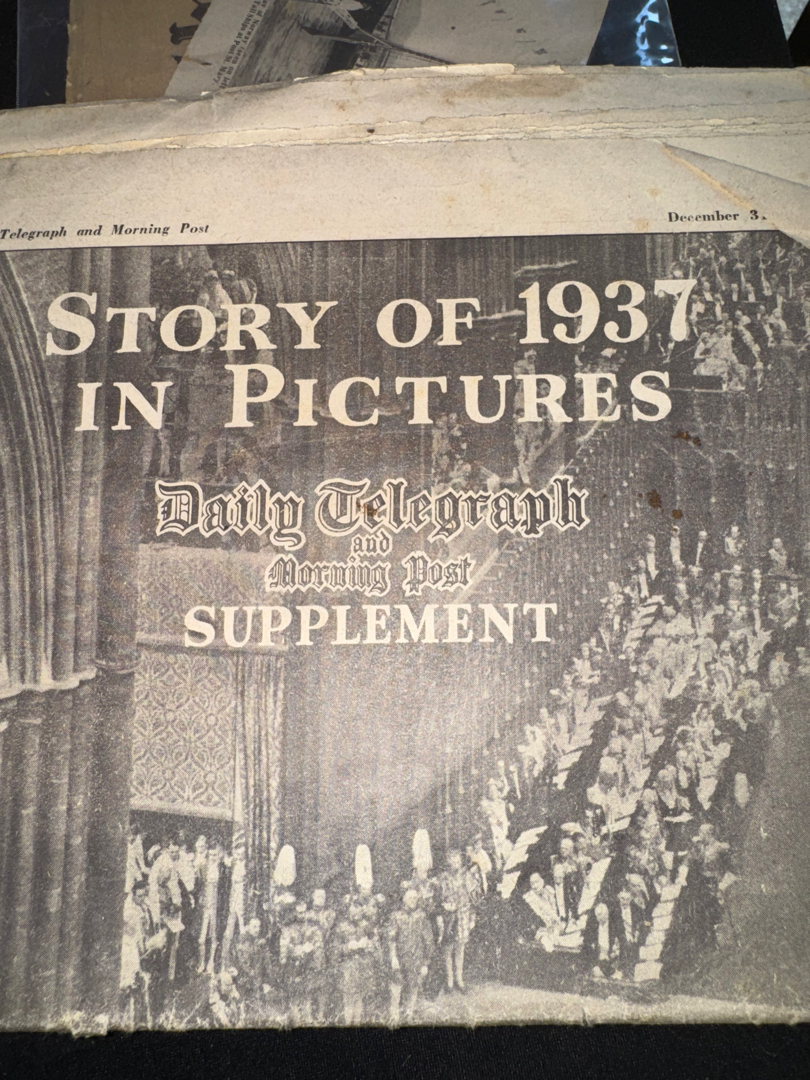 Telegraph and Morning Post
December 3
STORY OF 1937
IN PICTURES
Daily Telegraph
and
Morning Post
SUPPLEMENT